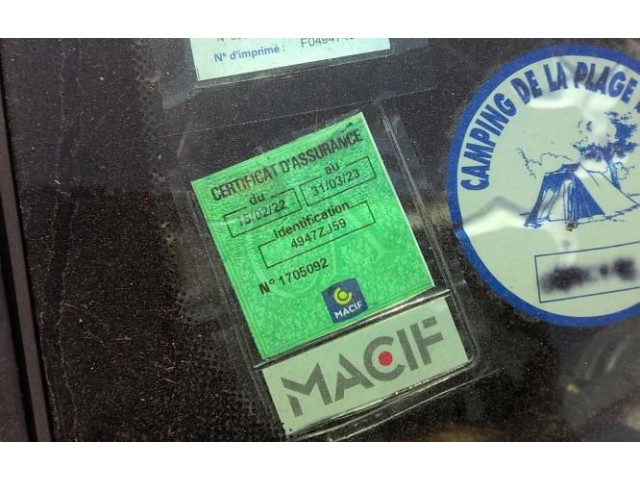 N° d'imprimé :
CERTIFICAT D'ASSURANCE
du au
15/02/22 31/03/23
Identification
4947ZJ59
N° 1705092
MACIF
MACIF
CAMPING DE LA PLAGE